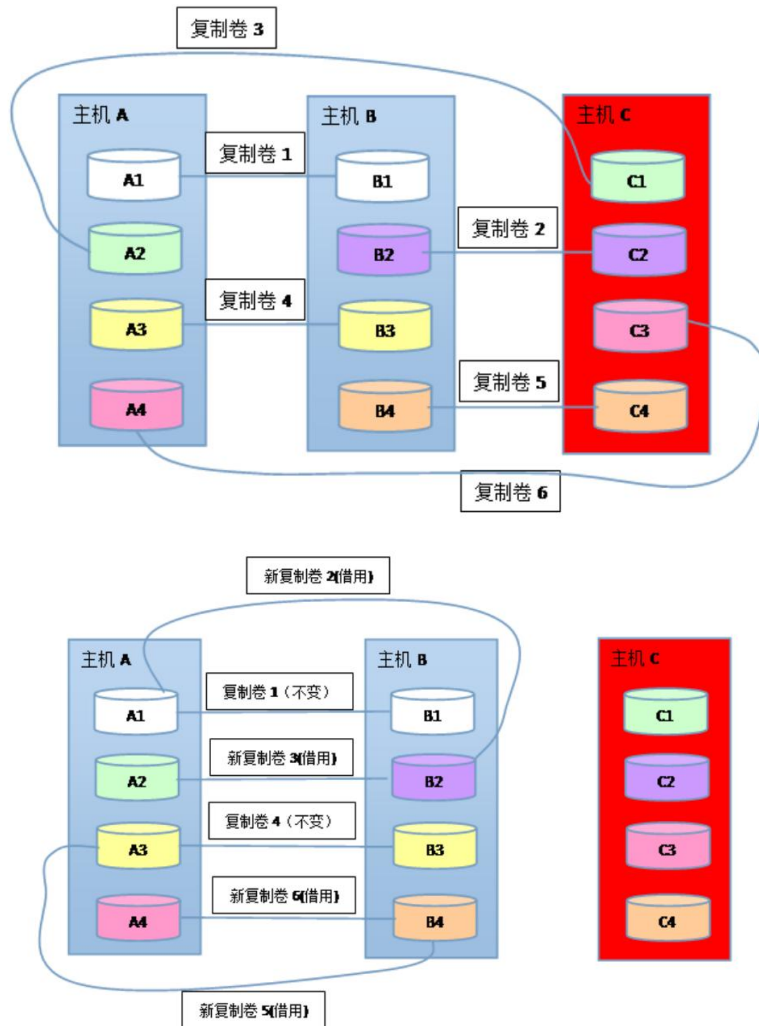 复制卷 3
主机 A
主机 B
主机 C
复制卷 1
A1
B1
C1
复制卷 2
A2
B2
C2
复制卷 4
A3
B3
C3
复制卷 5
A4
B4
C4
复制卷 6
新复制卷 2(借用)
主机 A
主机 B
主机 C
复制卷 1（不变）
A1
B1
C1
新复制卷 3(借用)
A2
B2
C2
复制卷 4（不变）
A3
B3
C3
新复制卷 6(借用)
A4
B4
C4
新复制卷 5(借用)